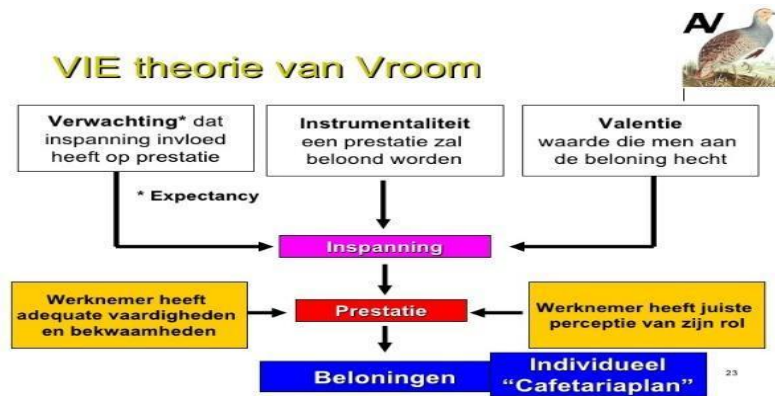 AV
VIE theorie van Vroom
Verwachting* dat
inspanning invloed
heeft op prestatie
Instrumentaliteit
een prestatie zal
beloond worden
Valentie
waarde die men aan
de beloning hecht
* Expectancy
Inspanning
Werknemer heeft
adequate vaardigheden
en bekwaamheden
Prestatie
Werknemer heeft juiste
perceptie van zijn rol
Beloningen
Individueel
“Cafetariaplan”
23